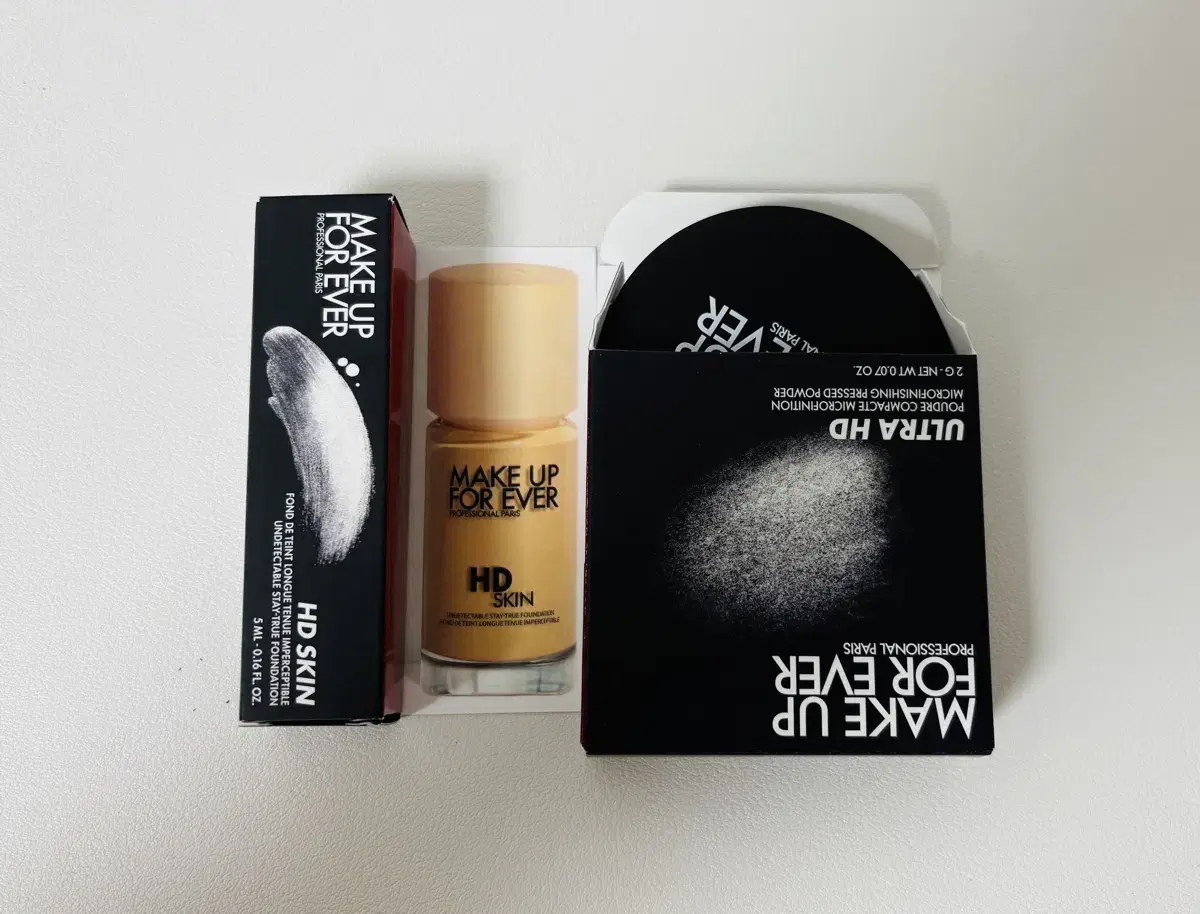 MAKE UP
FOR EVER
PROFESSIONAL PARIS
FOND DE TEINT LONGUE TENUE IMPERCEPTIBLE
UNDETECTABLE STAY-TRUE FOUNDATION
HD SKIN
5 ML - 0.16 FL. OZ.
MAKE UP
FOR EVER
PROFESSIONAL PARIS
HD
SKIN
UNDETECTABLE STAY-TRUE FOUNDATION
FOND DE TEINT LONGUE TENUE IMPERCEPTIBLE
EVER
PARIS
MAKE UP
FOR EVER
PROFESSIONAL PARIS
ULTRA HD
POUDRE COMPACTE MICROFINITION
MICROFINISHING PRESSED POWDER
2 G - NET WT 0.07 OZ.